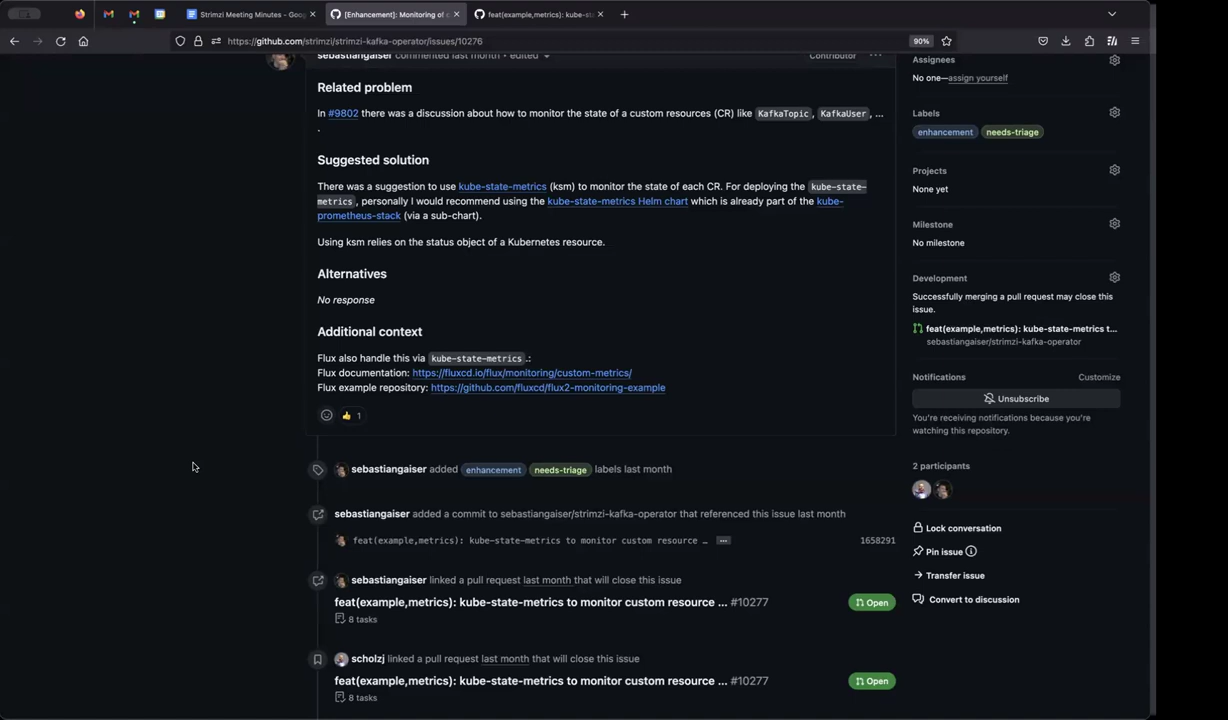 Strimzi Meeting Minutes - Goo
[Enhancement]: Monitoring of c
feat(example,metrics): kube-sta
https://github.com/strimzi/strimzi-kafka-operator/issues/10276
90%
sebastiangaiser commented last month • edited
Contributor
Related problem
In #9802 there was a discussion about how to monitor the state of a custom resources (CR) like KafkaTopic, KafkaUser, ...
.
Suggested solution
There was a suggestion to use kube-state-metrics (ksm) to monitor the state of each CR. For deploying the kube-state-
metrics, personally I would recommend using the kube-state-metrics Helm chart which is already part of the kube-
prometheus-stack (via a sub-chart).
Using ksm relies on the status object of a Kubernetes resource.
Alternatives
No response
Additional context
Flux also handle this via kube-state-metrics.:
Flux documentation: https://fluxcd.io/flux/monitoring/custom-metrics/
Flux example repository: https://github.com/fluxcd/flux2-monitoring-example
1
sebastiangaiser added enhancement needs-triage labels last month
sebastiangaiser added a commit to sebastiangaiser/strimzi-kafka-operator that referenced this issue last month
feat(example,metrics): kube-state-metrics to monitor custom resource … ...
1658291
sebastiangaiser linked a pull request last month that will close this issue
feat(example,metrics): kube-state-metrics to monitor custom resource ... #10277
Open
8 tasks
scholzj linked a pull request last month that will close this issue
feat(example,metrics): kube-state-metrics to monitor custom resource ... #10277
Open
8 tasks
Assignees
No one—assign yourself
Labels
enhancement needs-triage
Projects
None yet
Milestone
No milestone
Development
Successfully merging a pull request may close this
issue.
feat(example,metrics): kube-state-metrics t...
sebastiangaiser/strimzi-kafka-operator
Notifications
Customize
Unsubscribe
You're receiving notifications because you're
watching this repository.
2 participants
Lock conversation
Pin issue
Transfer issue
Convert to discussion